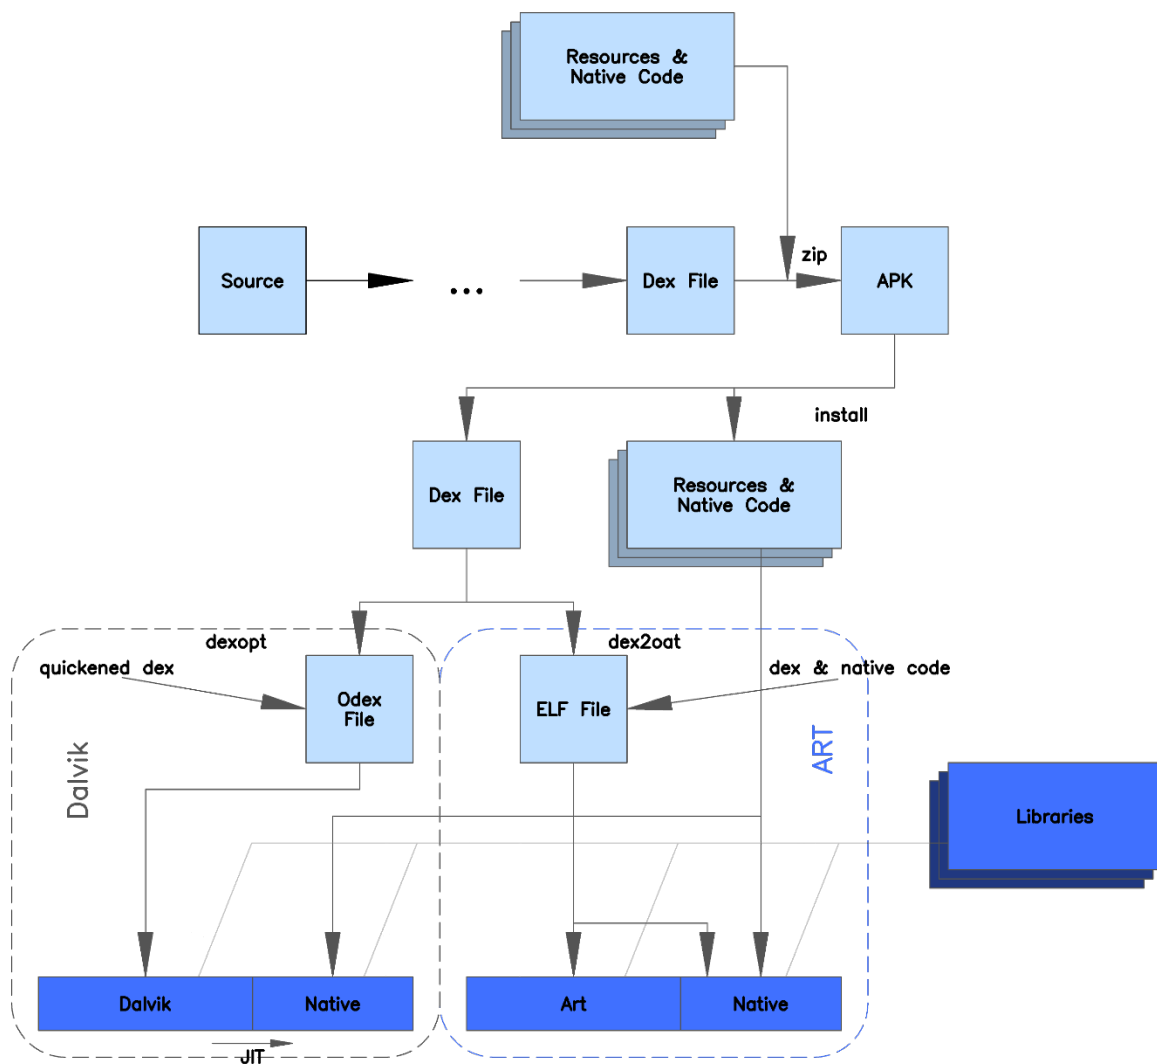 Resources &
Native Code
zip
Source
...
Dex File
APK
install
Dex File
Resources &
Native Code
dexopt
dex2oat
quickened dex
dex & native code
Odex
File
ELF File
Dalvik
ART
Libraries
Dalvik
Native
Art
Native
JIT